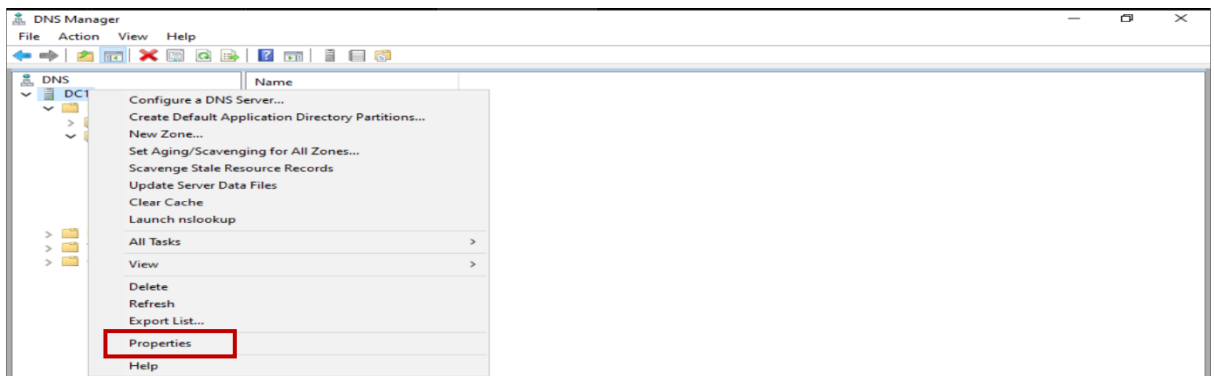 DNS Manager
File Action View Help
DNS
Name
DC1
Configure a DNS Server...
Create Default Application Directory Partitions...
New Zone...
Set Aging/Scavenging for All Zones...
Scavenge Stale Resource Records
Update Server Data Files
Clear Cache
Launch nslookup
All Tasks
View
Delete
Refresh
Export List...
Properties
Help